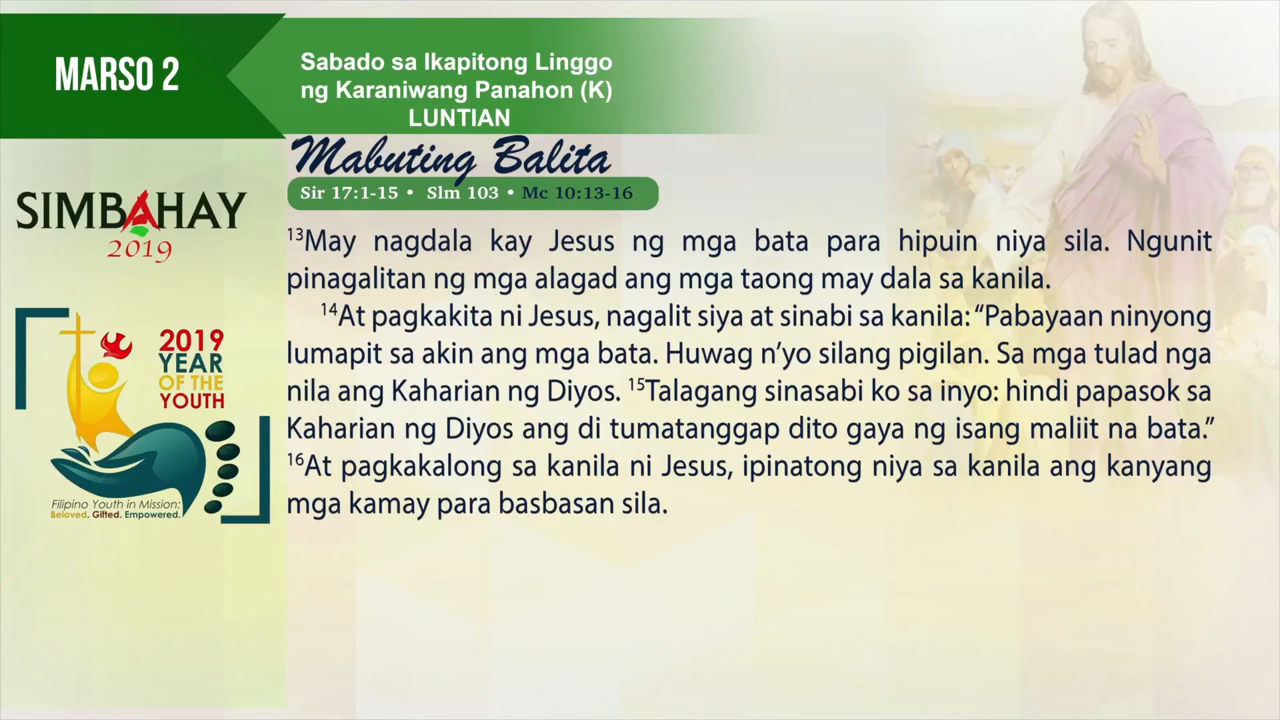 MARSO 2
Sabado sa Ikapitong Linggo
ng Karaniwang Panahon (K)
LUNTIAN
Mabuting Balita
Sir 17:1-15 • Slm 103 • Mc 10:13-16
SIMBAHAY
2019
2019
YEAR
OF THE
YOUTH
Filipino Youth in Mission:
Beloved. Gifted. Empowered.
¹³May nagdala kay Jesus ng mga bata para hipuin niya sila. Ngunit
pinagalitan ng mga alagad ang mga taong may dala sa kanila.
¹⁴At pagkakita ni Jesus, nagalit siya at sinabi sa kanila: “Pabayaan ninyong
lumapit sa akin ang mga bata. Huwag n’yo silang pigilan. Sa mga tulad nga
nila ang Kaharian ng Diyos. ¹⁵Talagang sinasabi ko sa inyo: hindi papasok sa
Kaharian ng Diyos ang di tumatanggap dito gaya ng isang maliit na bata.”
¹⁶At pagkakalong sa kanila ni Jesus, ipinatong niya sa kanila ang kanyang
mga kamay para basbasan sila.